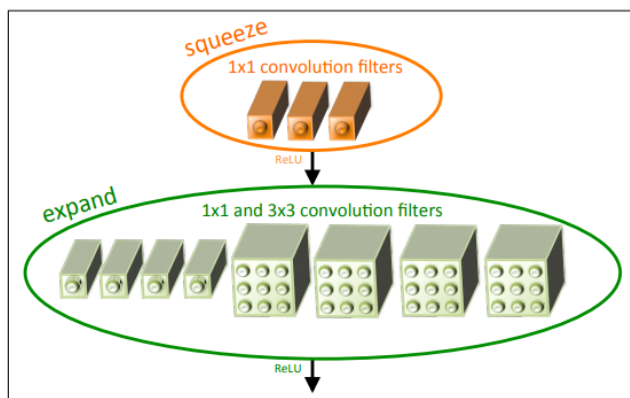 squeeze
1x1 convolution filters
ReLU
expand
1x1 and 3x3 convolution filters
ReLU